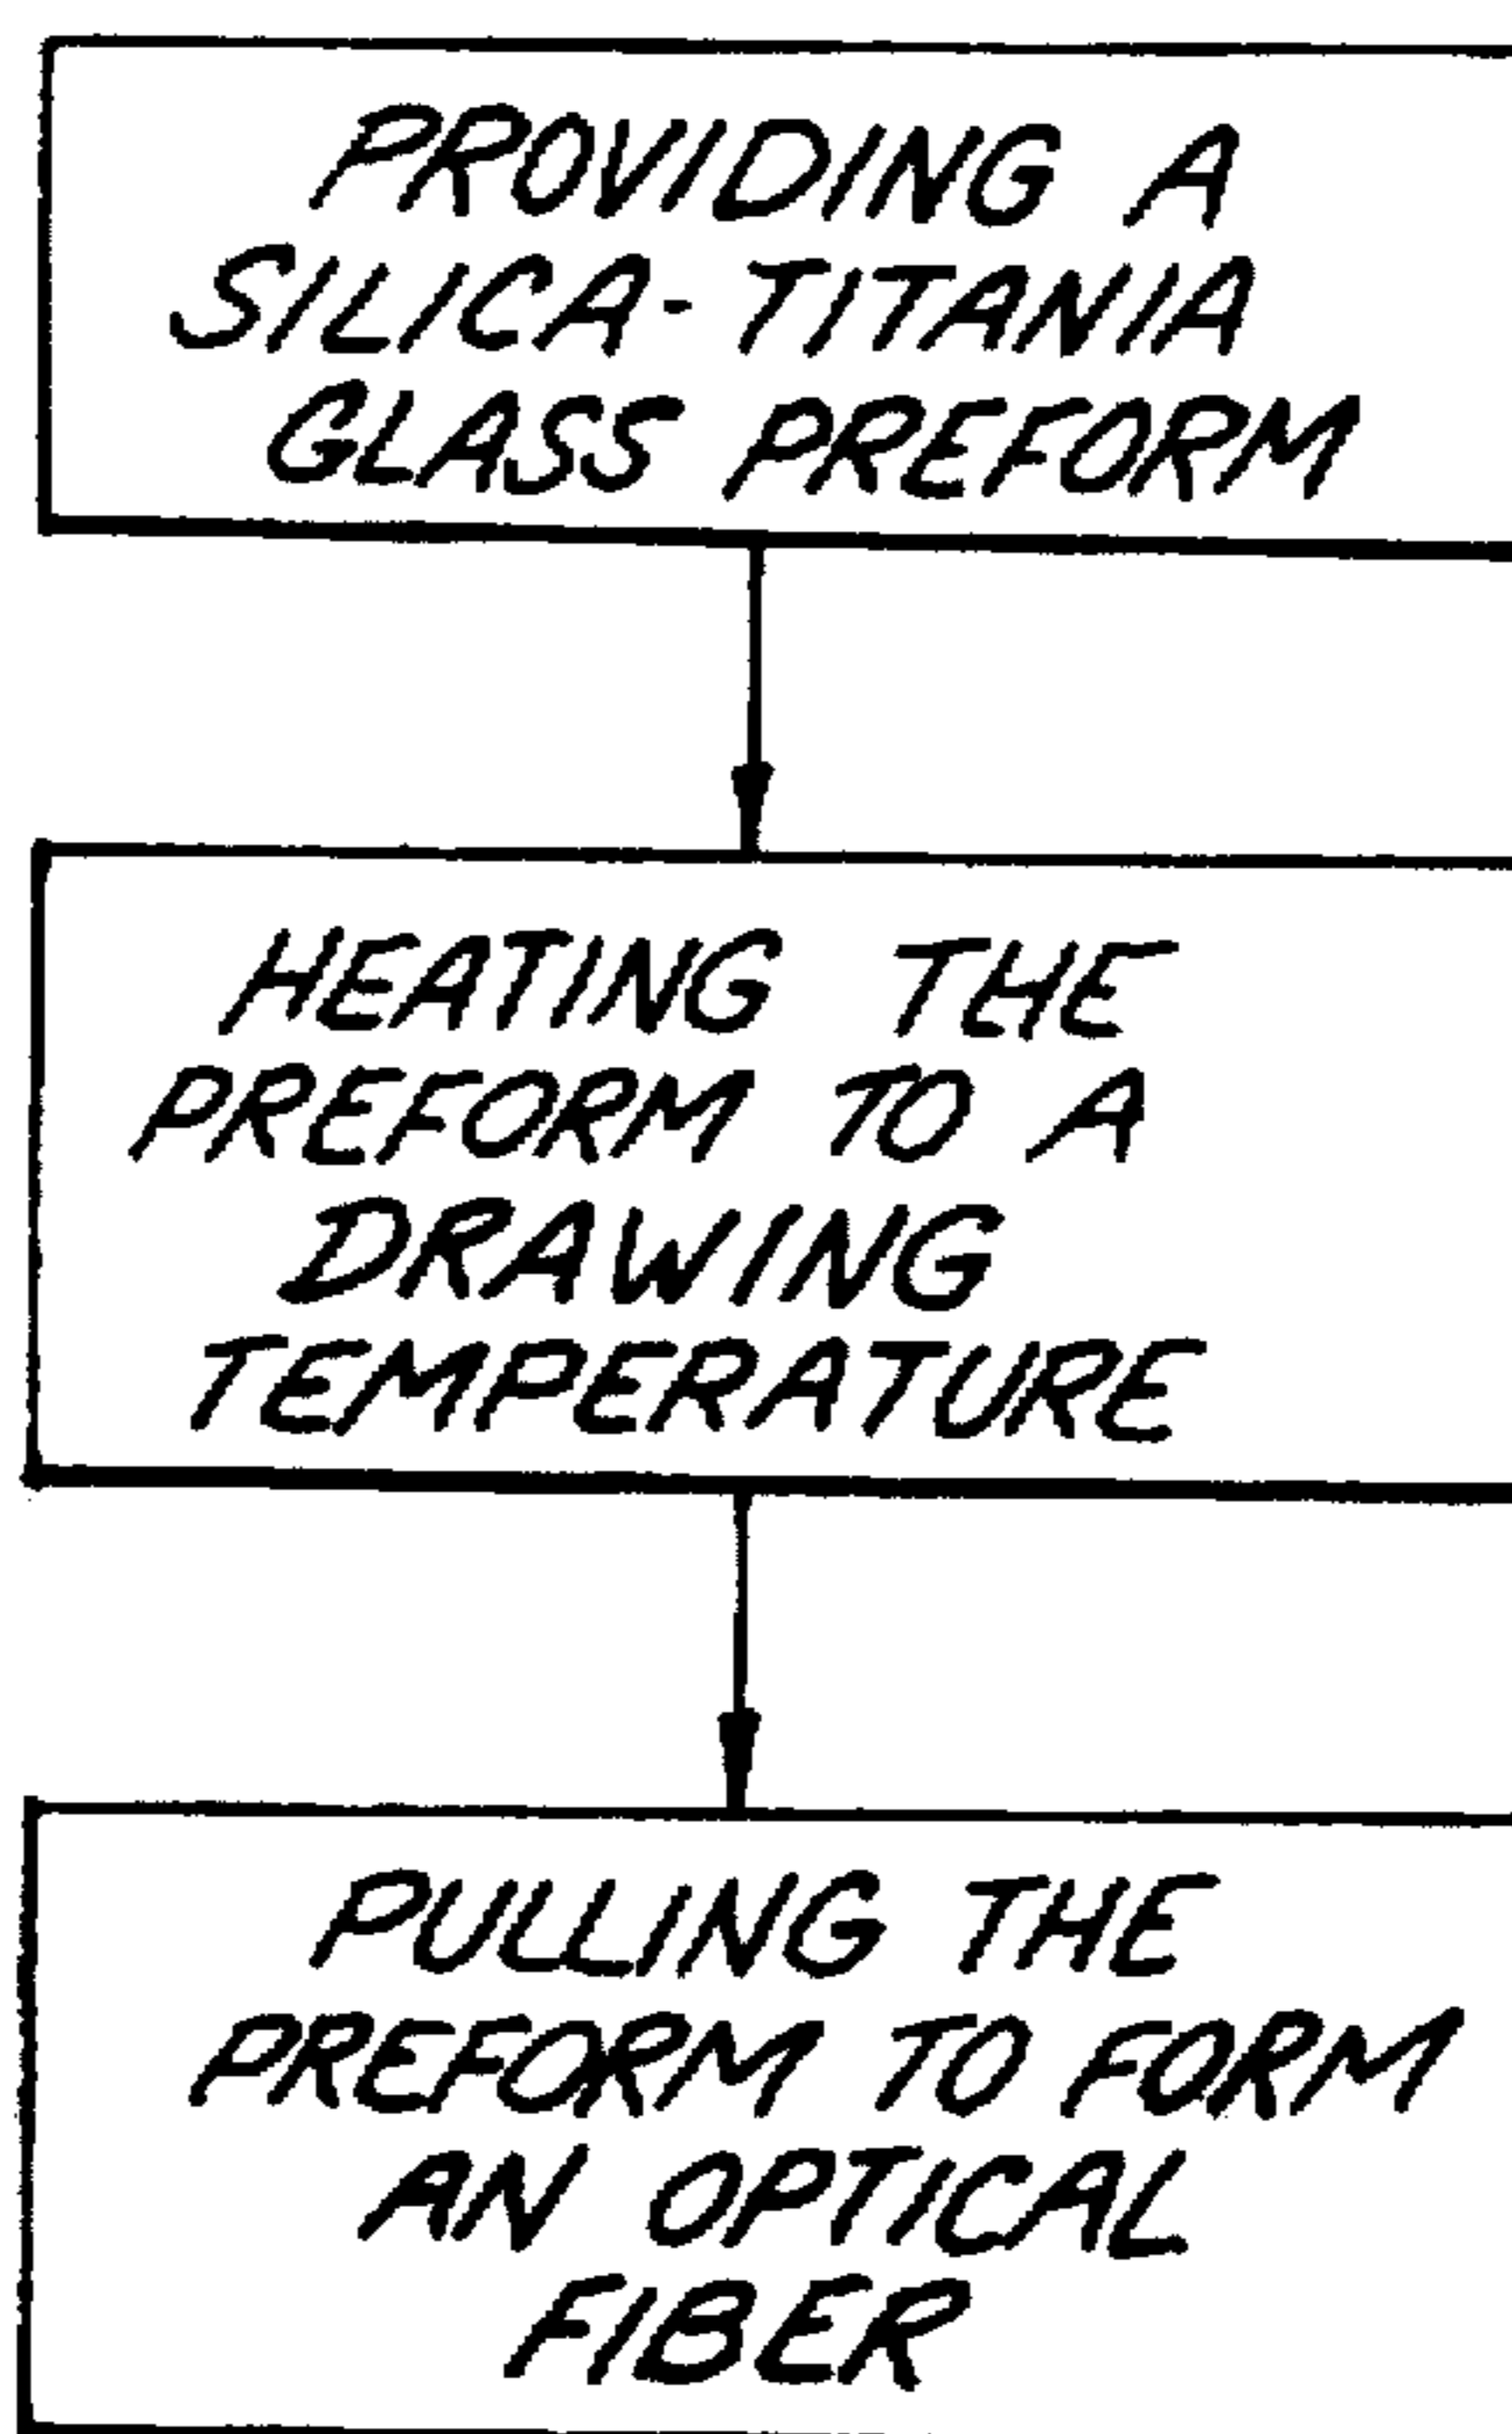 PROVIDING A
SILICA-TITANIA
GLASS PREFORM
HEATING THE
PREFORM TO A
DRAWING
TEMPERATURE
PULLING THE
PREFORM TO FORM
AN OPTICAL
FIBER